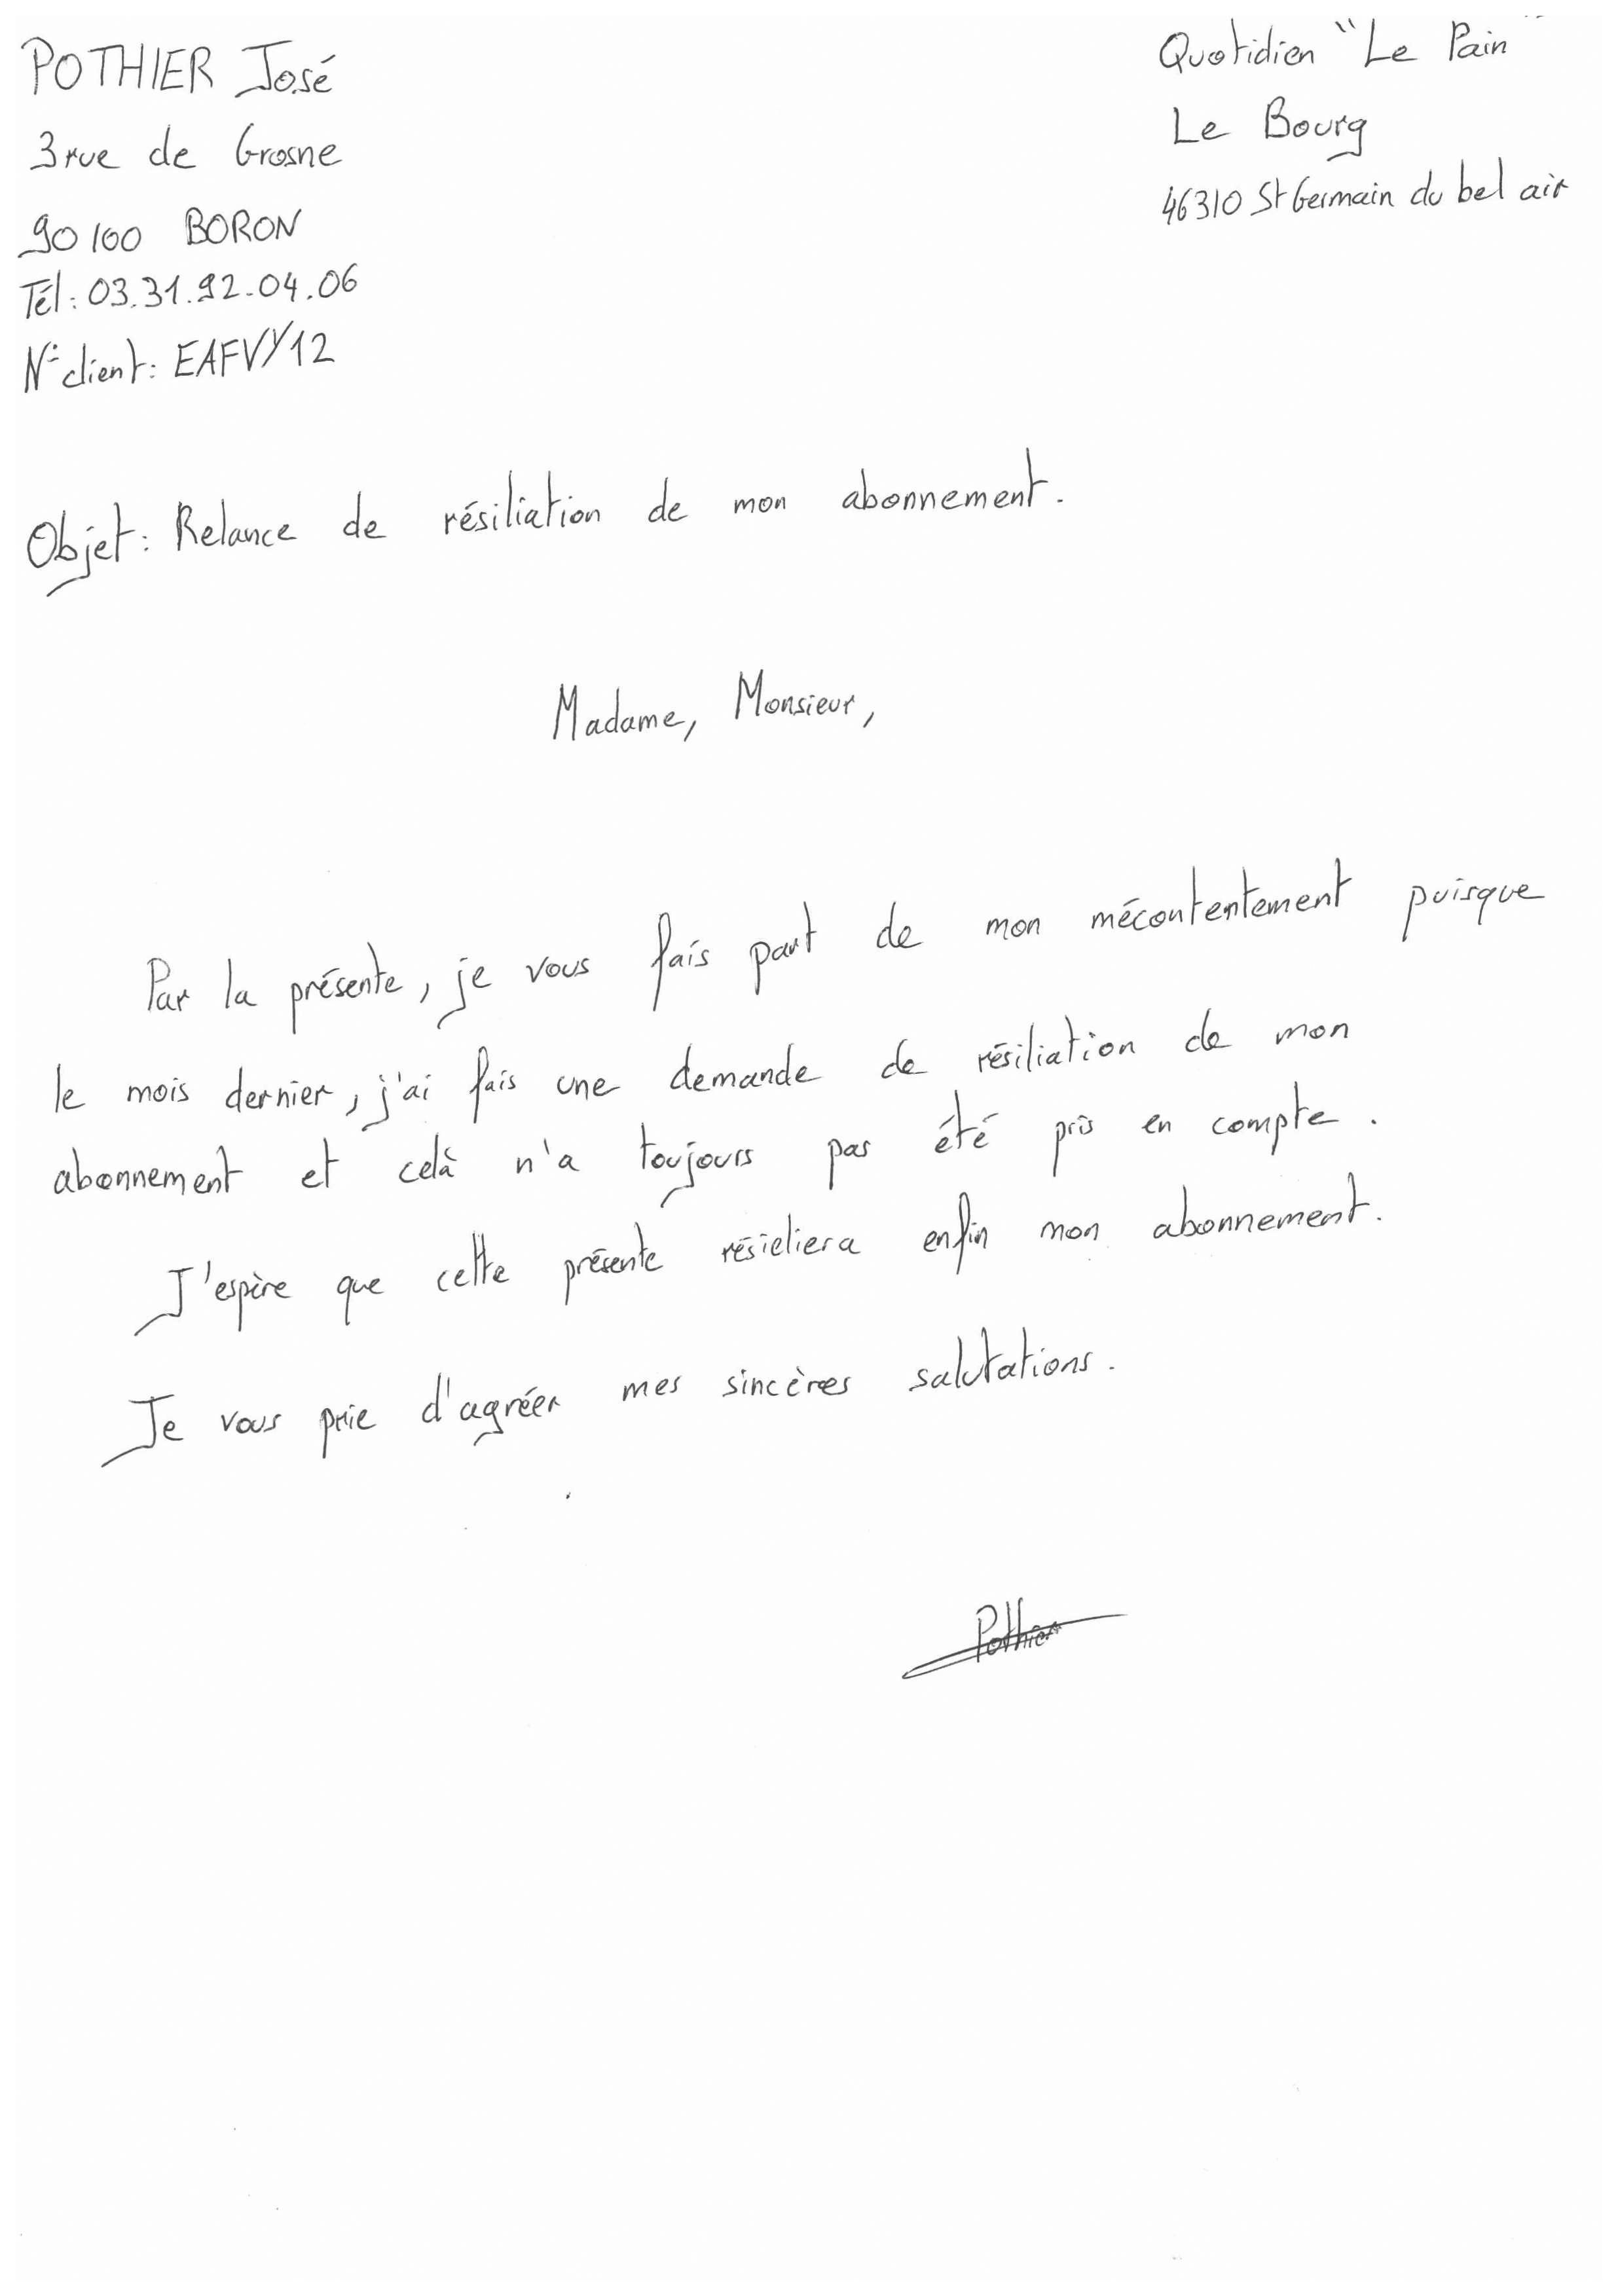 POTHIER José
3 rue de Grosne
90100 BORON
Tél : 03.31.92.04.06
N° client : EAFVY12
Quotidien "Le Pain"
Le Bourg
46310 St Germain du bel air
Objet : Relance de résiliation de mon abonnement.
Madame, Monsieur,
Par la présente, je vous fais part de mon mécontentement puisque
le mois dernier, j'ai fais une demande de résiliation de mon
abonnement et celà n'a toujours pas été pris en compte.
J'espère que cette présente résieliera enfin mon abonnement.
Je vous prie d'agréer mes sincères salutations.
Pothier